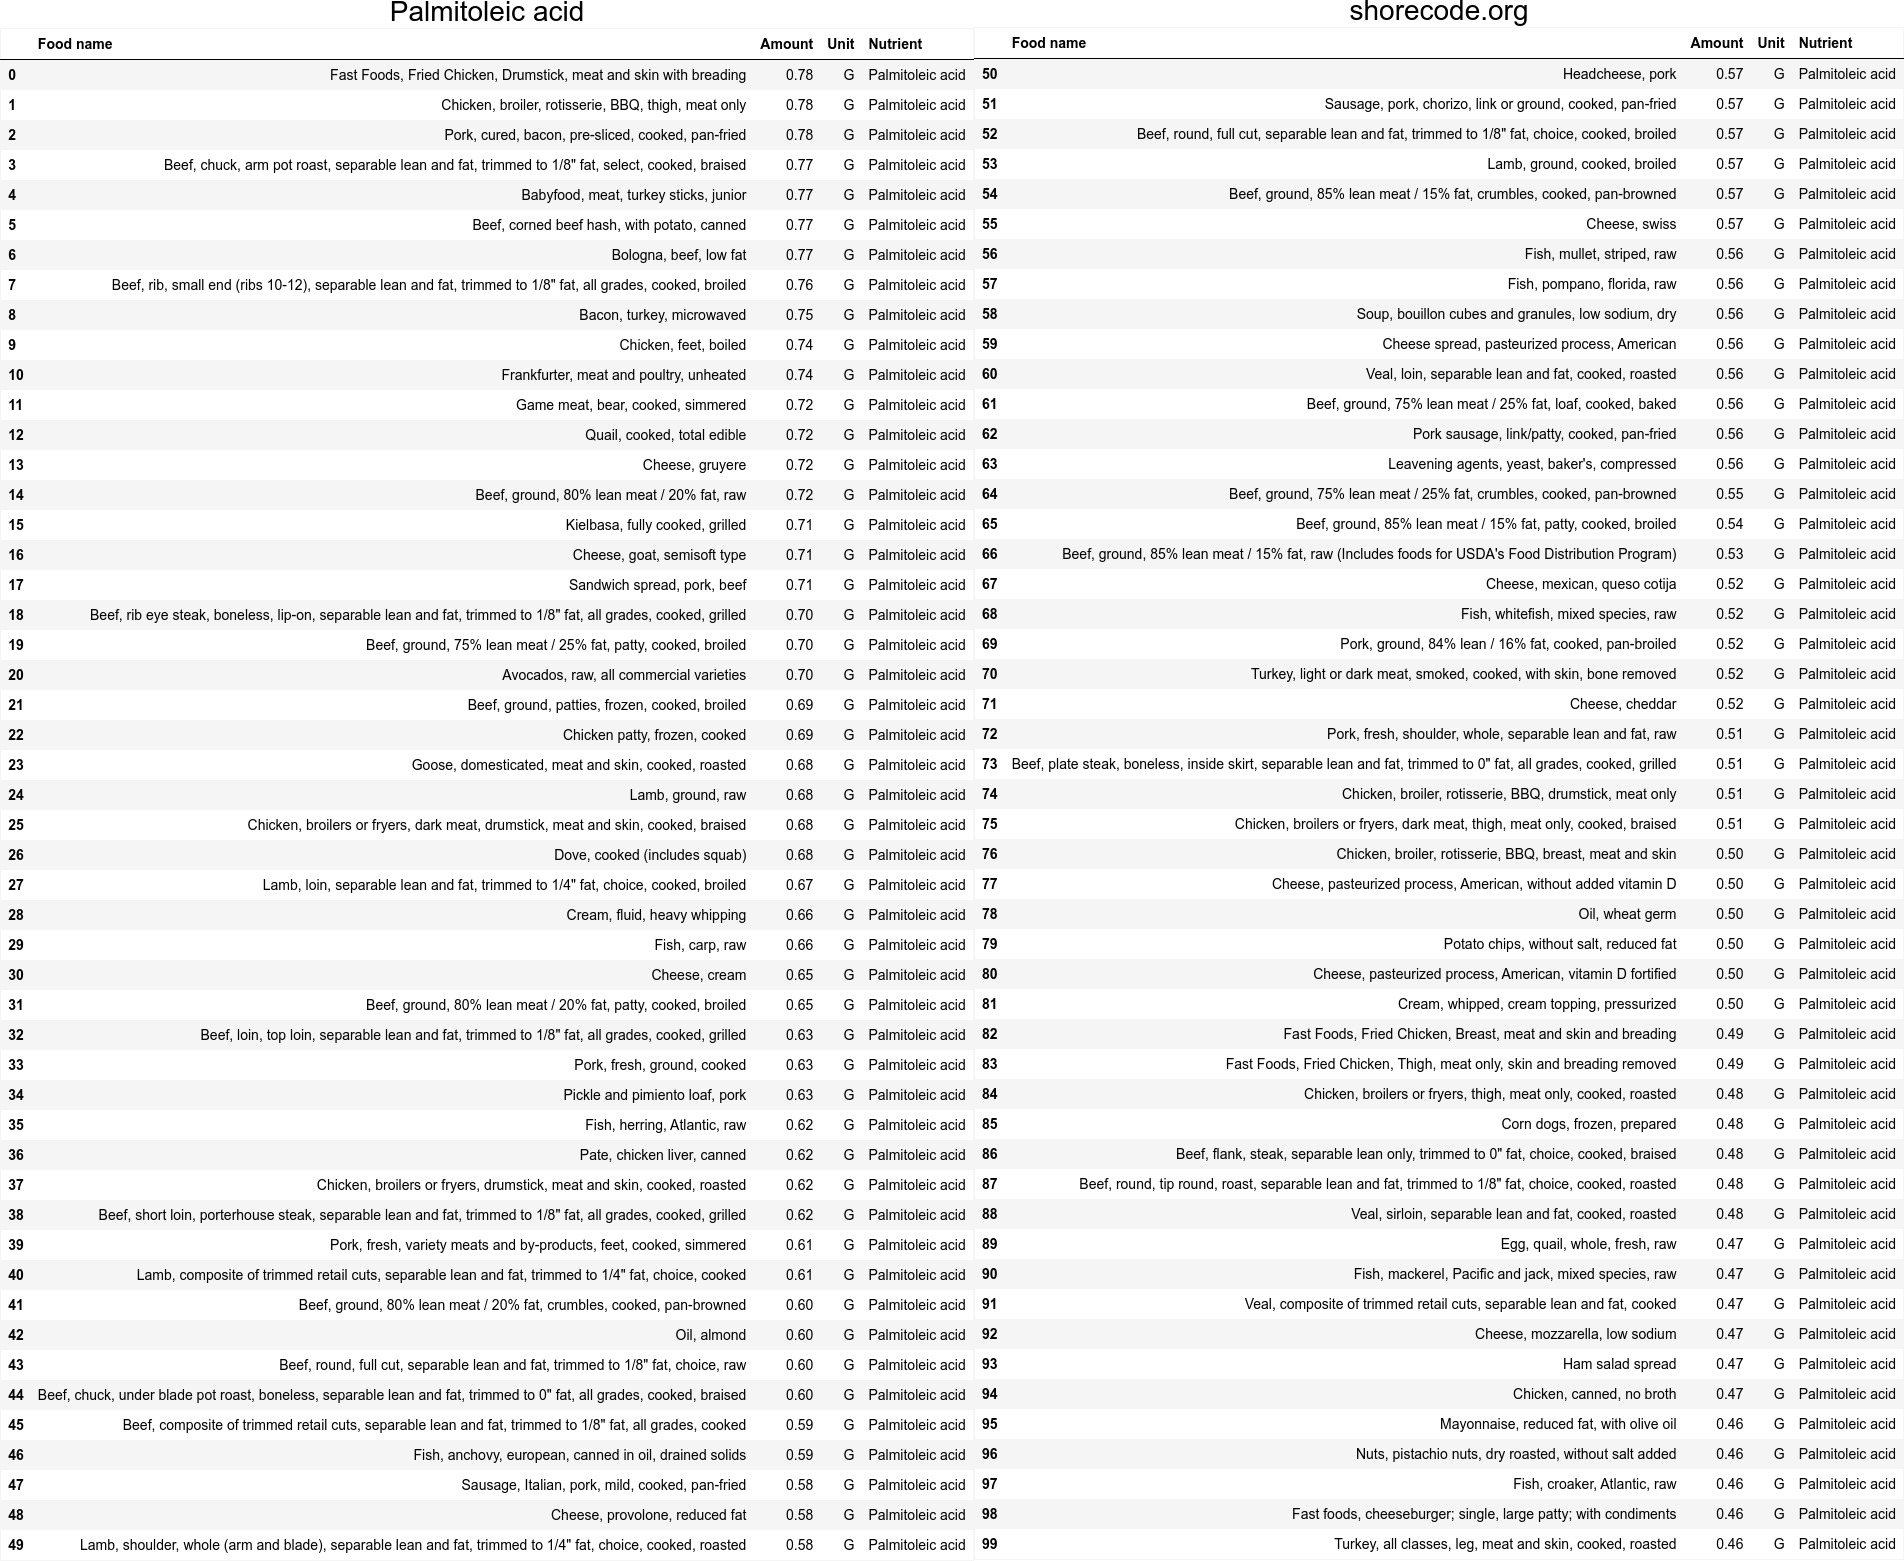 Palmitoleic acid
Food name Amount Unit Nutrient
0 Fast Foods, Fried Chicken, Drumstick, meat and skin with breading 0.78 G Palmitoleic acid
1 Chicken, broiler, rotisserie, BBQ, thigh, meat only 0.78 G Palmitoleic acid
2 Pork, cured, bacon, pre-sliced, cooked, pan-fried 0.78 G Palmitoleic acid
3 Beef, chuck, arm pot roast, separable lean and fat, trimmed to 1/8" fat, select, cooked, braised 0.77 G Palmitoleic acid
4 Babyfood, meat, turkey sticks, junior 0.77 G Palmitoleic acid
5 Beef, corned beef hash, with potato, canned 0.77 G Palmitoleic acid
6 Bologna, beef, low fat 0.77 G Palmitoleic acid
7 Beef, rib, small end (ribs 10-12), separable lean and fat, trimmed to 1/8" fat, all grades, cooked, broiled 0.76 G Palmitoleic acid
8 Bacon, turkey, microwaved 0.75 G Palmitoleic acid
9 Chicken, feet, boiled 0.74 G Palmitoleic acid
10 Frankfurter, meat and poultry, unheated 0.74 G Palmitoleic acid
11 Game meat, bear, cooked, simmered 0.72 G Palmitoleic acid
12 Quail, cooked, total edible 0.72 G Palmitoleic acid
13 Cheese, gruyere 0.72 G Palmitoleic acid
14 Beef, ground, 80% lean meat / 20% fat, raw 0.72 G Palmitoleic acid
15 Kielbasa, fully cooked, grilled 0.71 G Palmitoleic acid
16 Cheese, goat, semisoft type 0.71 G Palmitoleic acid
17 Sandwich spread, pork, beef 0.71 G Palmitoleic acid
18 Beef, rib eye steak, boneless, lip-on, separable lean and fat, trimmed to 1/8" fat, all grades, cooked, grilled 0.70 G Palmitoleic acid
19 Beef, ground, 75% lean meat / 25% fat, patty, cooked, broiled 0.70 G Palmitoleic acid
20 Avocados, raw, all commercial varieties 0.70 G Palmitoleic acid
21 Beef, ground, patties, frozen, cooked, broiled 0.69 G Palmitoleic acid
22 Chicken patty, frozen, cooked 0.69 G Palmitoleic acid
23 Goose, domesticated, meat and skin, cooked, roasted 0.68 G Palmitoleic acid
24 Lamb, ground, raw 0.68 G Palmitoleic acid
25 Chicken, broilers or fryers, dark meat, drumstick, meat and skin, cooked, braised 0.68 G Palmitoleic acid
26 Dove, cooked (includes squab) 0.68 G Palmitoleic acid
27 Lamb, loin, separable lean and fat, trimmed to 1/4" fat, choice, cooked, broiled 0.67 G Palmitoleic acid
28 Cream, fluid, heavy whipping 0.66 G Palmitoleic acid
29 Fish, carp, raw 0.66 G Palmitoleic acid
30 Cheese, cream 0.65 G Palmitoleic acid
31 Beef, ground, 80% lean meat / 20% fat, patty, cooked, broiled 0.65 G Palmitoleic acid
32 Beef, loin, top loin, separable lean and fat, trimmed to 1/8" fat, all grades, cooked, grilled 0.63 G Palmitoleic acid
33 Pork, fresh, ground, cooked 0.63 G Palmitoleic acid
34 Pickle and pimiento loaf, pork 0.63 G Palmitoleic acid
35 Fish, herring, Atlantic, raw 0.62 G Palmitoleic acid
36 Pate, chicken liver, canned 0.62 G Palmitoleic acid
37 Chicken, broilers or fryers, drumstick, meat and skin, cooked, roasted 0.62 G Palmitoleic acid
38 Beef, short loin, porterhouse steak, separable lean and fat, trimmed to 1/8" fat, all grades, cooked, grilled 0.62 G Palmitoleic acid
39 Pork, fresh, variety meats and by-products, feet, cooked, simmered 0.61 G Palmitoleic acid
40 Lamb, composite of trimmed retail cuts, separable lean and fat, trimmed to 1/4" fat, choice, cooked 0.61 G Palmitoleic acid
41 Beef, ground, 80% lean meat / 20% fat, crumbles, cooked, pan-browned 0.60 G Palmitoleic acid
42 Oil, almond 0.60 G Palmitoleic acid
43 Beef, round, full cut, separable lean and fat, trimmed to 1/8" fat, choice, raw 0.60 G Palmitoleic acid
44 Beef, chuck, under blade pot roast, boneless, separable lean and fat, trimmed to 0" fat, all grades, cooked, braised 0.60 G Palmitoleic acid
45 Beef, composite of trimmed retail cuts, separable lean and fat, trimmed to 1/8" fat, all grades, cooked 0.59 G Palmitoleic acid
46 Fish, anchovy, european, canned in oil, drained solids 0.59 G Palmitoleic acid
47 Sausage, Italian, pork, mild, cooked, pan-fried 0.58 G Palmitoleic acid
48 Cheese, provolone, reduced fat 0.58 G Palmitoleic acid
49 Lamb, shoulder, whole (arm and blade), separable lean and fat, trimmed to 1/4" fat, choice, cooked, roasted 0.58 G Palmitoleic acid
shorecode.org
Food name Amount Unit Nutrient
50 Headcheese, pork 0.57 G Palmitoleic acid
51 Sausage, pork, chorizo, link or ground, cooked, pan-fried 0.57 G Palmitoleic acid
52 Beef, round, full cut, separable lean and fat, trimmed to 1/8" fat, choice, cooked, broiled 0.57 G Palmitoleic acid
53 Lamb, ground, cooked, broiled 0.57 G Palmitoleic acid
54 Beef, ground, 85% lean meat / 15% fat, crumbles, cooked, pan-browned 0.57 G Palmitoleic acid
55 Cheese, swiss 0.57 G Palmitoleic acid
56 Fish, mullet, striped, raw 0.56 G Palmitoleic acid
57 Fish, pompano, florida, raw 0.56 G Palmitoleic acid
58 Soup, bouillon cubes and granules, low sodium, dry 0.56 G Palmitoleic acid
59 Cheese spread, pasteurized process, American 0.56 G Palmitoleic acid
60 Veal, loin, separable lean and fat, cooked, roasted 0.56 G Palmitoleic acid
61 Beef, ground, 75% lean meat / 25% fat, loaf, cooked, baked 0.56 G Palmitoleic acid
62 Pork sausage, link/patty, cooked, pan-fried 0.56 G Palmitoleic acid
63 Leavening agents, yeast, baker's, compressed 0.56 G Palmitoleic acid
64 Beef, ground, 75% lean meat / 25% fat, crumbles, cooked, pan-browned 0.55 G Palmitoleic acid
65 Beef, ground, 85% lean meat / 15% fat, patty, cooked, broiled 0.54 G Palmitoleic acid
66 Beef, ground, 85% lean meat / 15% fat, raw (Includes foods for USDA's Food Distribution Program) 0.53 G Palmitoleic acid
67 Cheese, mexican, queso cotija 0.52 G Palmitoleic acid
68 Fish, whitefish, mixed species, raw 0.52 G Palmitoleic acid
69 Pork, ground, 84% lean / 16% fat, cooked, pan-broiled 0.52 G Palmitoleic acid
70 Turkey, light or dark meat, smoked, cooked, with skin, bone removed 0.52 G Palmitoleic acid
71 Cheese, cheddar 0.52 G Palmitoleic acid
72 Pork, fresh, shoulder, whole, separable lean and fat, raw 0.51 G Palmitoleic acid
73 Beef, plate steak, boneless, inside skirt, separable lean and fat, trimmed to 0" fat, all grades, cooked, grilled 0.51 G Palmitoleic acid
74 Chicken, broiler, rotisserie, BBQ, drumstick, meat only 0.51 G Palmitoleic acid
75 Chicken, broilers or fryers, dark meat, thigh, meat only, cooked, braised 0.51 G Palmitoleic acid
76 Chicken, broiler, rotisserie, BBQ, breast, meat and skin 0.50 G Palmitoleic acid
77 Cheese, pasteurized process, American, without added vitamin D 0.50 G Palmitoleic acid
78 Oil, wheat germ 0.50 G Palmitoleic acid
79 Potato chips, without salt, reduced fat 0.50 G Palmitoleic acid
80 Cheese, pasteurized process, American, vitamin D fortified 0.50 G Palmitoleic acid
81 Cream, whipped, cream topping, pressurized 0.50 G Palmitoleic acid
82 Fast Foods, Fried Chicken, Breast, meat and skin and breading 0.49 G Palmitoleic acid
83 Fast Foods, Fried Chicken, Thigh, meat only, skin and breading removed 0.49 G Palmitoleic acid
84 Chicken, broilers or fryers, thigh, meat only, cooked, roasted 0.48 G Palmitoleic acid
85 Corn dogs, frozen, prepared 0.48 G Palmitoleic acid
86 Beef, flank, steak, separable lean only, trimmed to 0" fat, choice, cooked, braised 0.48 G Palmitoleic acid
87 Beef, round, tip round, roast, separable lean and fat, trimmed to 1/8" fat, choice, cooked, roasted 0.48 G Palmitoleic acid
88 Veal, sirloin, separable lean and fat, cooked, roasted 0.48 G Palmitoleic acid
89 Egg, quail, whole, fresh, raw 0.47 G Palmitoleic acid
90 Fish, mackerel, Pacific and jack, mixed species, raw 0.47 G Palmitoleic acid
91 Veal, composite of trimmed retail cuts, separable lean and fat, cooked 0.47 G Palmitoleic acid
92 Cheese, mozzarella, low sodium 0.47 G Palmitoleic acid
93 Ham salad spread 0.47 G Palmitoleic acid
94 Chicken, canned, no broth 0.47 G Palmitoleic acid
95 Mayonnaise, reduced fat, with olive oil 0.46 G Palmitoleic acid
96 Nuts, pistachio nuts, dry roasted, without salt added 0.46 G Palmitoleic acid
97 Fish, croaker, Atlantic, raw 0.46 G Palmitoleic acid
98 Fast foods, cheeseburger; single, large patty; with condiments 0.46 G Palmitoleic acid
99 Turkey, all classes, leg, meat and skin, cooked, roasted 0.46 G Palmitoleic acid